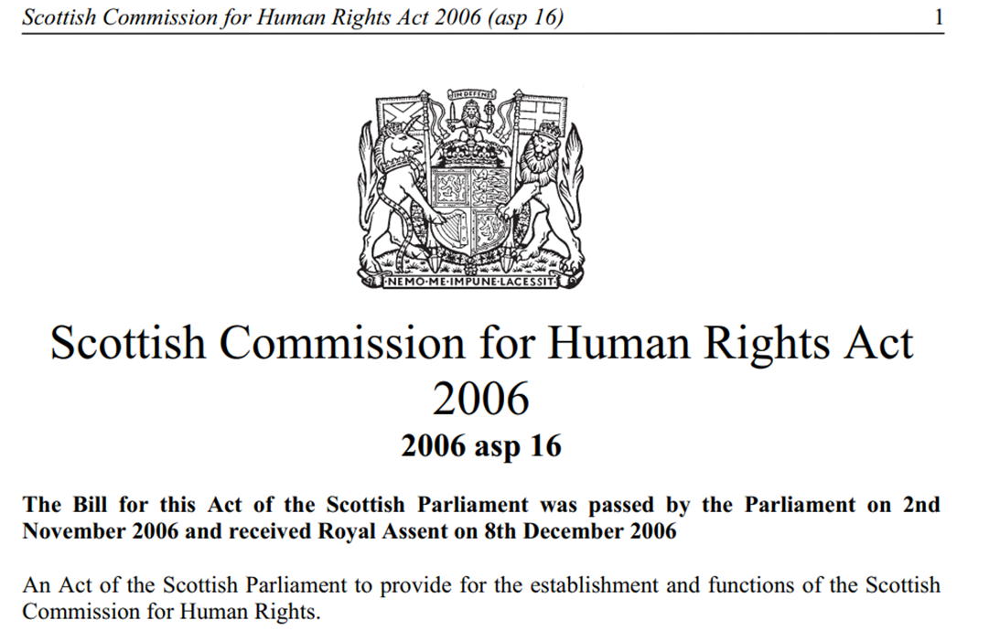 Scottish Commission for Human Rights Act 2006 (asp 16) 1
IN DEFENS
NEMO·ME·IMPUNE·LACESSIT
Scottish Commission for Human Rights Act
2006
2006 asp 16
The Bill for this Act of the Scottish Parliament was passed by the Parliament on 2nd
November 2006 and received Royal Assent on 8th December 2006
An Act of the Scottish Parliament to provide for the establishment and functions of the Scottish
Commission for Human Rights.